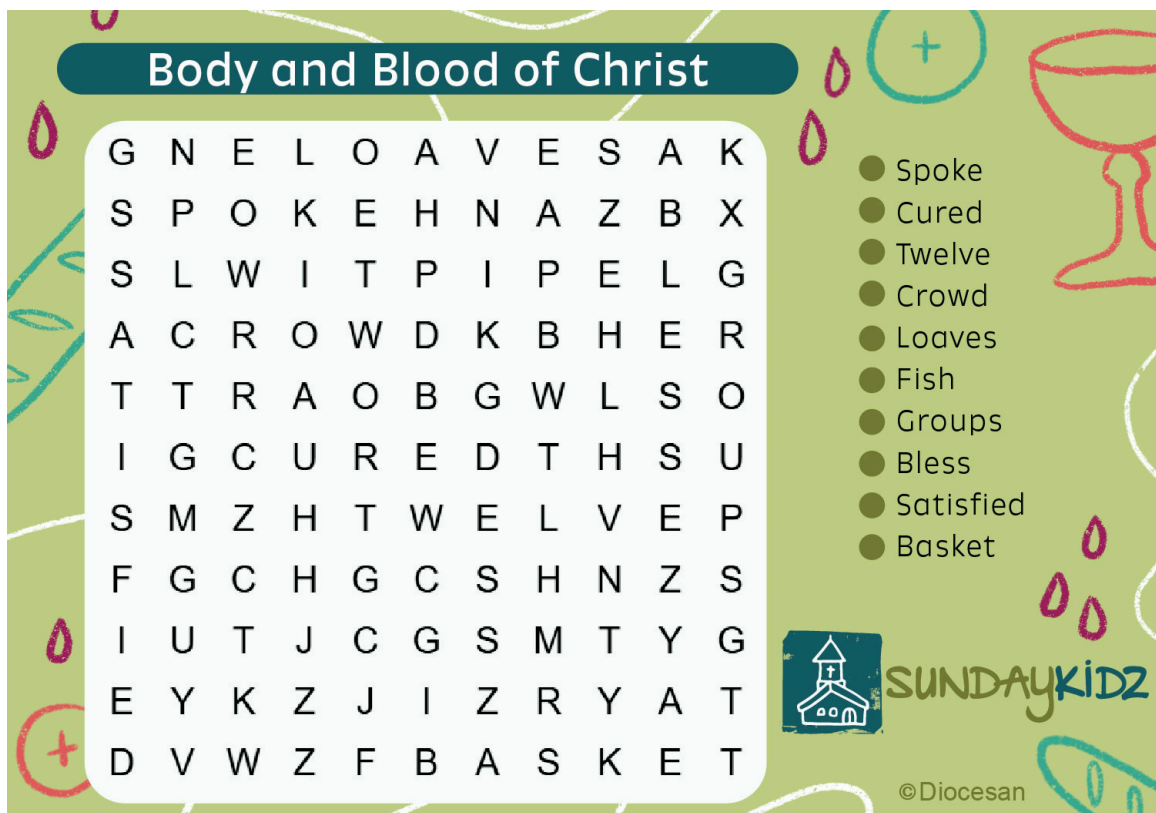 Body and Blood of Christ
G N E L O A V E S A K
S P O K E H N A Z B X
S L W I T P I P E L G
A C R O W D K B H E R
T T R A O B G W L S O
I G C U R E D T H S U
S M Z H T W E L V E P
F G C H G C S H N Z S
I U T J C G S M T Y G
E Y K Z J I Z R Y A T
D V W Z F B A S K E T
Spoke
Cured
Twelve
Crowd
Loaves
Fish
Groups
Bless
Satisfied
Basket
SUNDAYKIDZ
©Diocesan